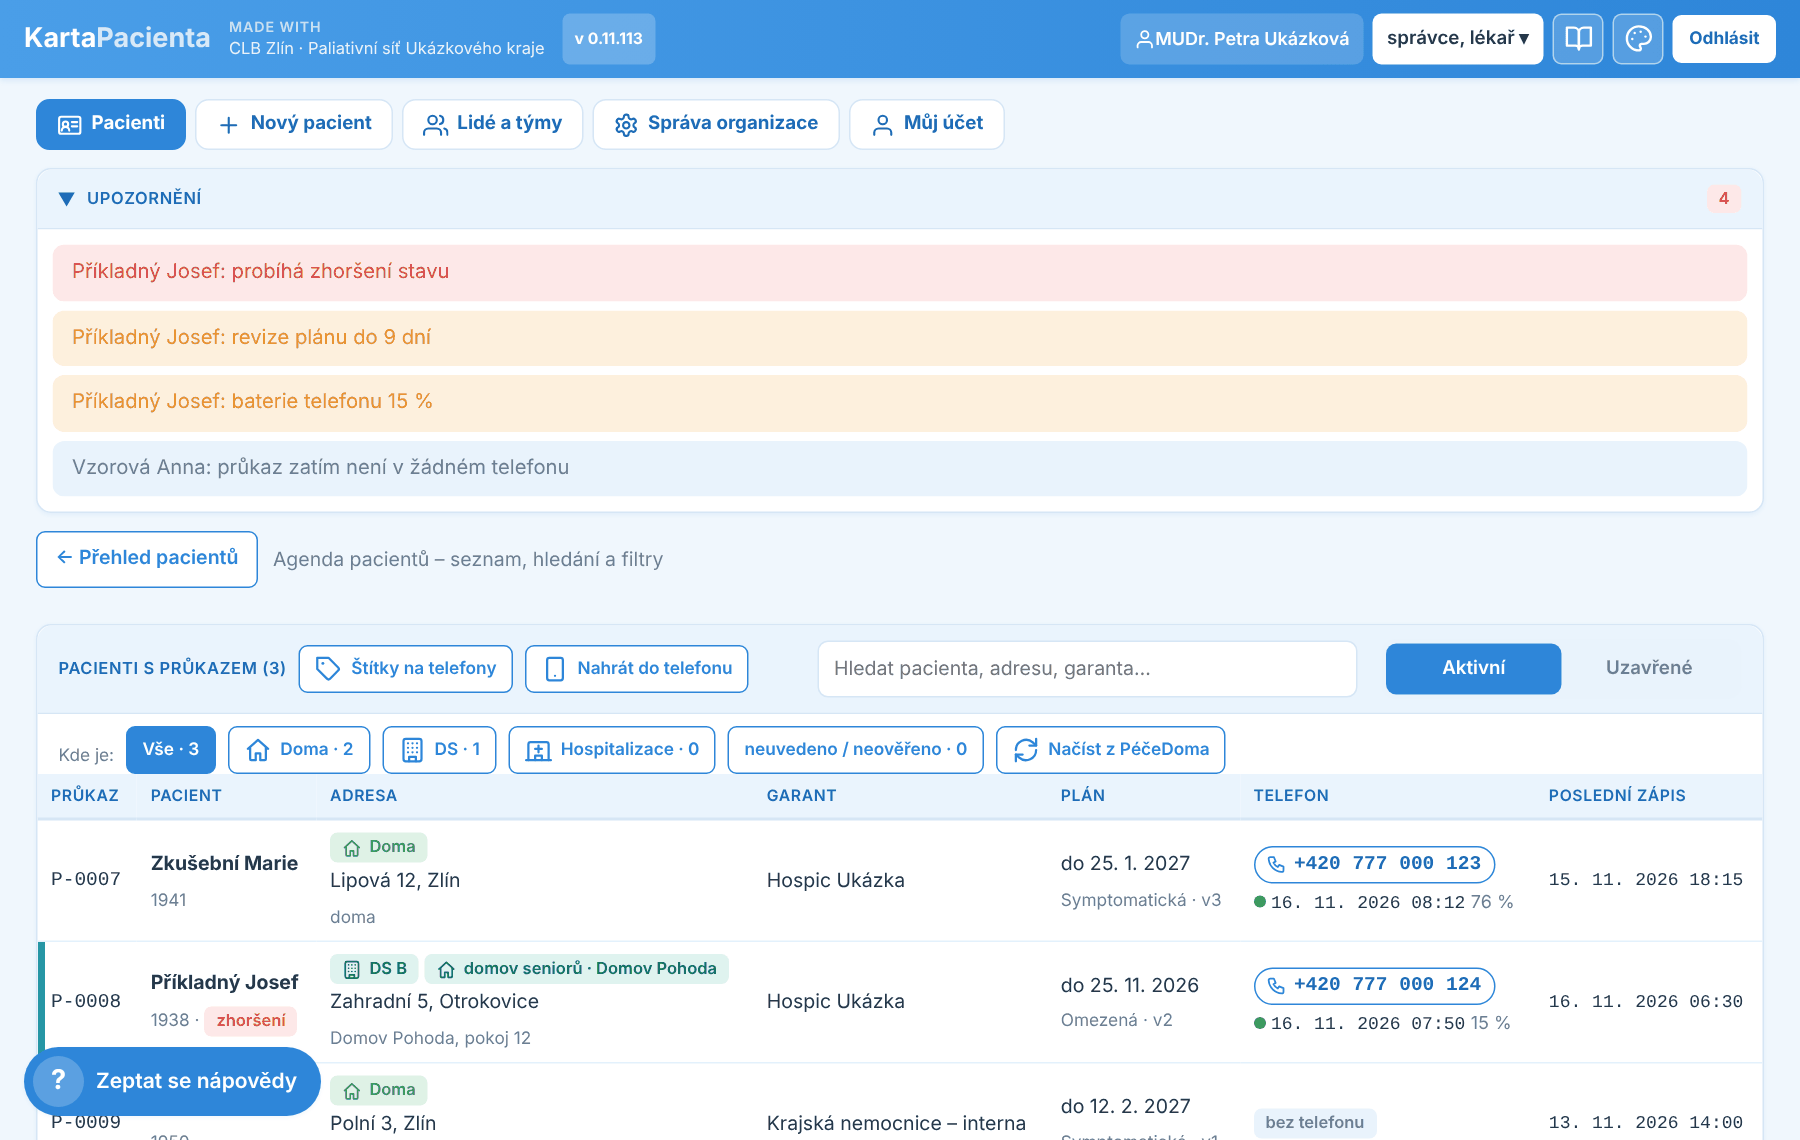 KartaPacienta
MADE WITH
CLB Zlín · Paliativní síť Ukázkového kraje
v 0.11.113
MUDr. Petra Ukázková
správce, lékař ▾
Odhlásit
Pacienti
Nový pacient
Lidé a týmy
Správa organizace
Můj účet
▼ UPOZORNĚNÍ
4
Příkladný Josef: probíhá zhoršení stavu
Příkladný Josef: revize plánu do 9 dní
Příkladný Josef: baterie telefonu 15 %
Vzorová Anna: průkaz zatím není v žádném telefonu
← Přehled pacientů
Agenda pacientů – seznam, hledání a filtry
PACIENTI S PRŮKAZEM (3)
Štítky na telefony
Nahrát do telefonu
Hledat pacienta, adresu, garanta...
Aktivní
Uzavřené
Kde je:
Vše · 3
Doma · 2
DS · 1
Hospitalizace · 0
neuvedeno / neověřeno · 0
Načíst z PéčeDoma
PRŮKAZ PACIENT ADRESA GARANT PLÁN TELEFON POSLEDNÍ ZÁPIS
P-0007
Zkušební Marie
1941
Doma
Lipová 12, Zlín
doma
Hospic Ukázka
do 25. 1. 2027
Symptomatická · v3
+420 777 000 123
16. 11. 2026 08:12 76 %
15. 11. 2026 18:15
P-0008
Příkladný Josef
1938 · zhoršení
DS B
domov seniorů · Domov Pohoda
Zahradní 5, Otrokovice
Domov Pohoda, pokoj 12
Hospic Ukázka
do 25. 11. 2026
Omezená · v2
+420 777 000 124
16. 11. 2026 07:50 15 %
16. 11. 2026 06:30
P-0009
Doma
Polní 3, Zlín
Krajská nemocnice – interna
do 12. 2. 2027
bez telefonu
13. 11. 2026 14:00
? Zeptat se nápovědy